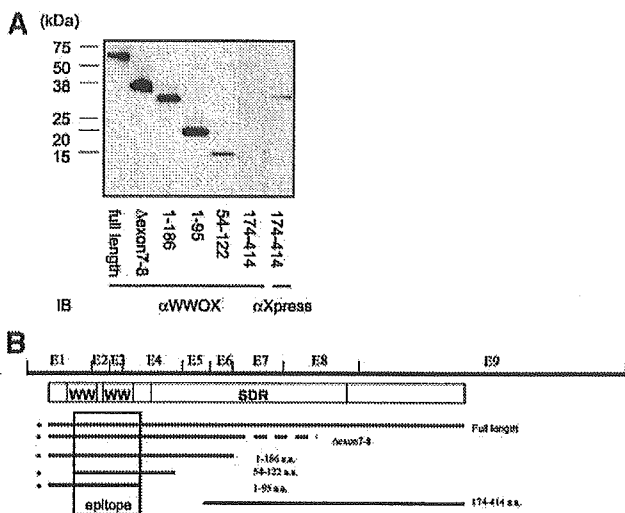 A (kDa)
75
50
38
25
20
15
full length
Δexon7-8
1-186
1-95
54-122
174-414
174-414
IB αWWOX αXpress
B
E1 E2 E3 E4 E5 E6 E7 E8 E9
WW WW SDR
Full length
Δexon7-8
1-186 a.a.
54-122 a.a.
1-95 a.a.
174-414 a.a.
epitope